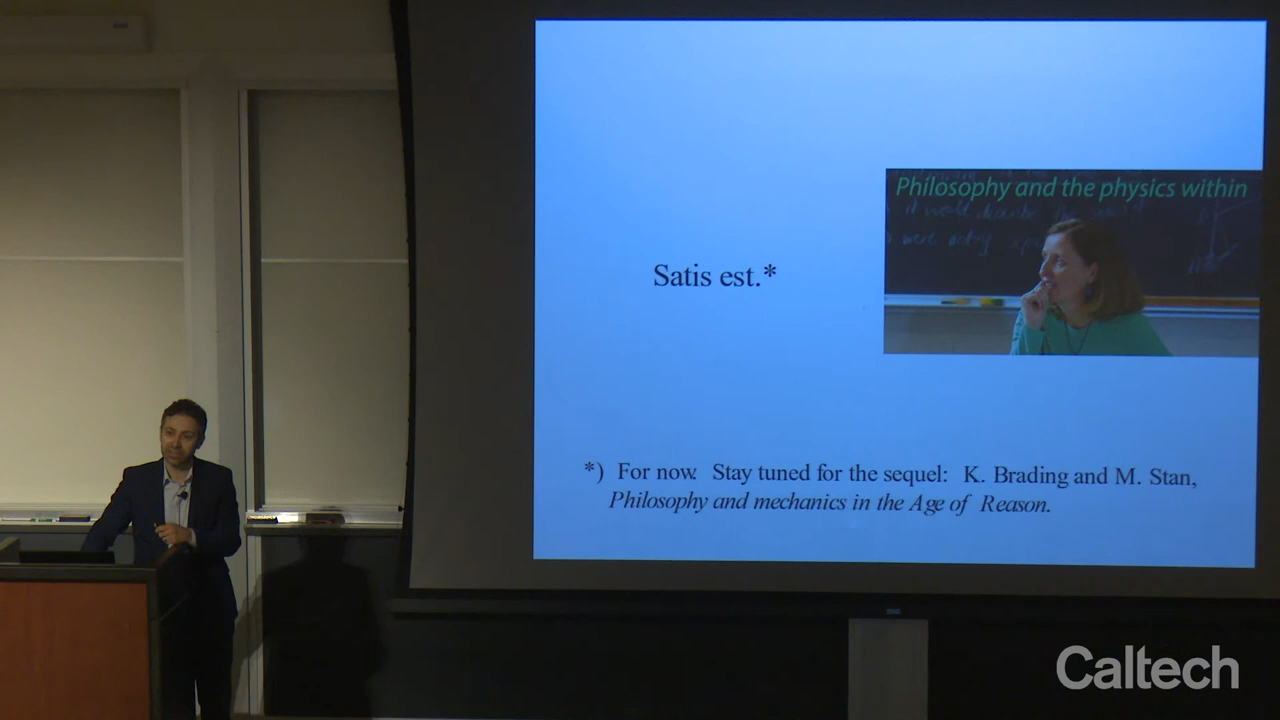 Philosophy and the physics within
Satis est.*
*) For now. Stay tuned for the sequel: K. Brading and M. Stan,
Philosophy and mechanics in the Age of Reason.
Caltech